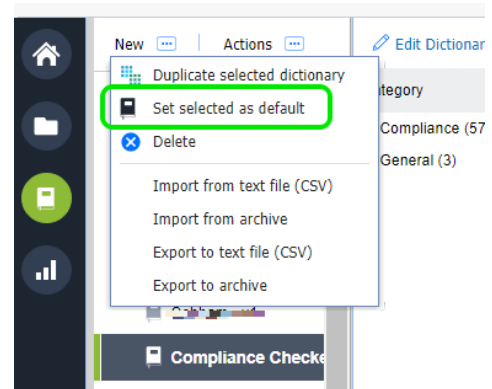 New
Actions
Edit Dictionar
Duplicate selected dictionary
Set selected as default
Delete
Import from text file (CSV)
Import from archive
Export to text file (CSV)
Export to archive
tegory
Compliance (57
General (3)
Compliance Checke